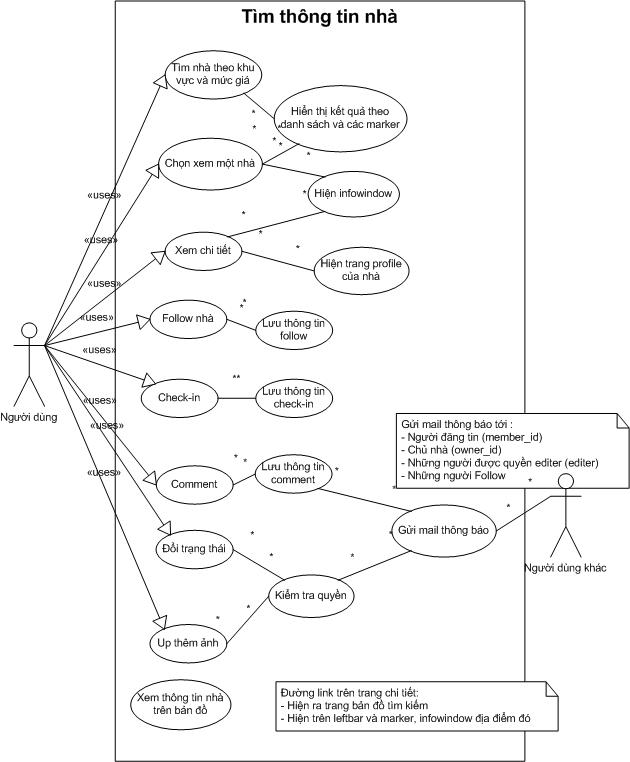 Tìm thông tin nhà
Tìm nhà theo khu
vực và mức giá
Hiển thị kết quả theo
danh sách và các marker
Chọn xem một nhà
Hiện infowindow
«uses»
«uses»
Xem chi tiết
Hiện trang profile
của nhà
«uses»
Follow nhà
Lưu thông tin
follow
«uses»
«uses»
Người dùng
Check-in
Lưu thông tin
check-in
«uses»
«uses»
Gửi mail thông báo tới :
- Người đăng tin (member_id)
- Chủ nhà (owner_id)
- Những người được quyền editer (editer)
- Những người Follow
«uses»
Comment
Lưu thông tin
comment
Gửi mail thông báo
Đổi trạng thái
Người dùng khác
Kiểm tra quyền
Up thêm ảnh
Xem thông tin nhà
trên bản đồ
Đường link trên trang chi tiết:
- Hiện ra trang bản đồ tìm kiếm
- Hiện trên leftbar và marker, infowindow địa điểm đó